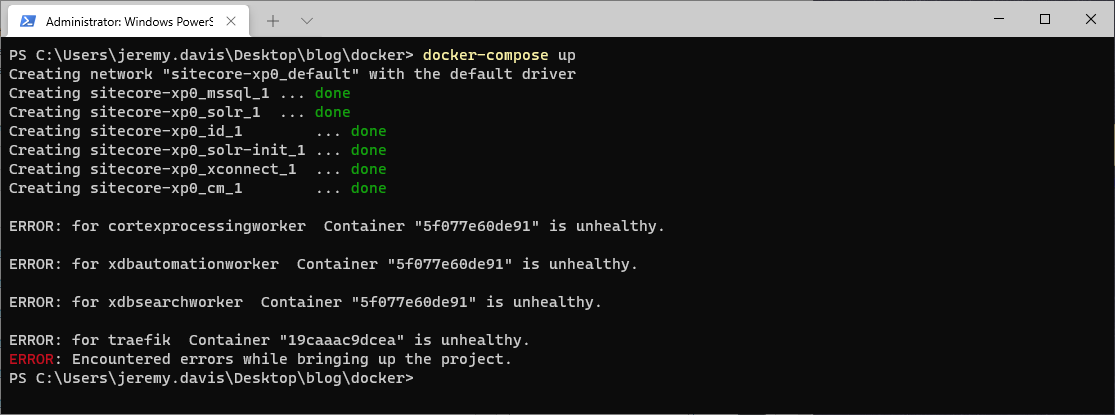 Administrator: Windows PowerS
PS C:\Users\jeremy.davis\Desktop\blog\docker> docker-compose up
Creating network "sitecore-xp0_default" with the default driver
Creating sitecore-xp0_mssql_1 ... done
Creating sitecore-xp0_solr_1  ... done
Creating sitecore-xp0_id_1        ... done
Creating sitecore-xp0_solr-init_1 ... done
Creating sitecore-xp0_xconnect_1  ... done
Creating sitecore-xp0_cm_1        ... done
ERROR: for cortexprocessingworker  Container "5f077e60de91" is unhealthy.
ERROR: for xdbautomationworker  Container "5f077e60de91" is unhealthy.
ERROR: for xdbsearchworker  Container "5f077e60de91" is unhealthy.
ERROR: for traefik  Container "19caaac9dcea" is unhealthy.
ERROR: Encountered errors while bringing up the project.
PS C:\Users\jeremy.davis\Desktop\blog\docker>